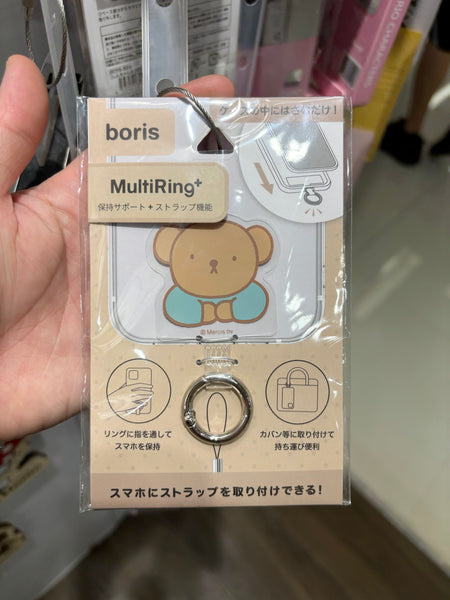 boris
ケースの中にはさむだけ!
MultiRing+
保持サポート + ストラップ機能
© Mercis bv
リングに指を通して
スマホを保持
カバン等に取り付けて
持ち運び便利
スマホにストラップを取り付けできる!